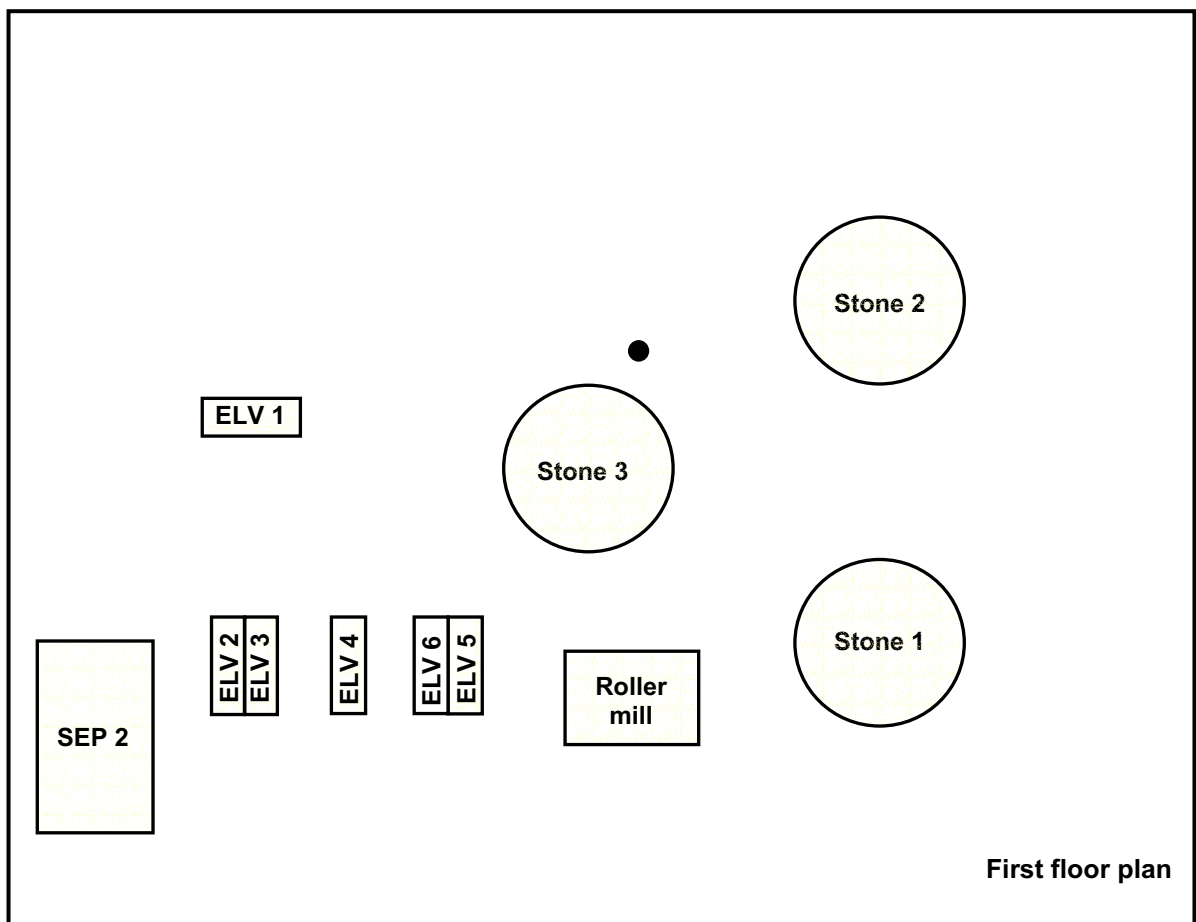 Stone 2
ELV 1
Stone 3
ELV 2
ELV 3
ELV 4
ELV 6
ELV 5
Stone 1
Roller
mill
SEP 2
First floor plan